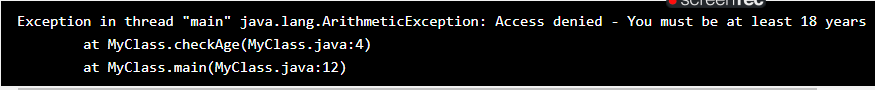 Exception in thread "main" java.lang.ArithmeticException: Access denied - You must be at least 18 years
at MyClass.checkAge(MyClass.java:4)
at MyClass.main(MyClass.java:12)